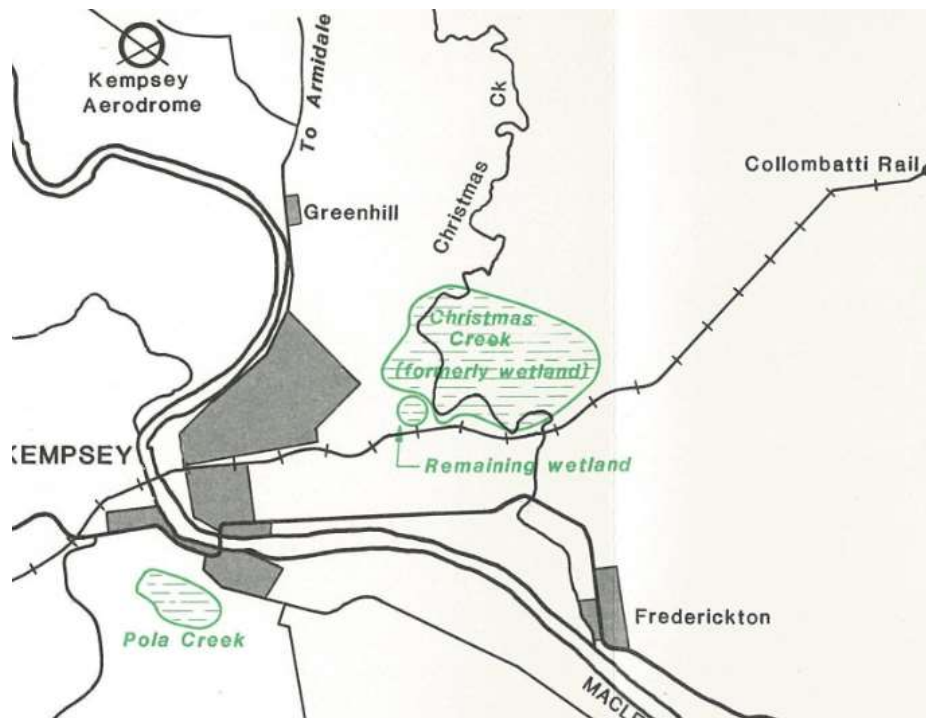 Kempsey
Aerodrome
To Armidale
Christmas Ck
Collombatti Rail
Greenhill
Christmas
Creek
(formerly wetland)
KEMPSEY
Remaining wetland
Frederickton
Pola Creek
MACLE